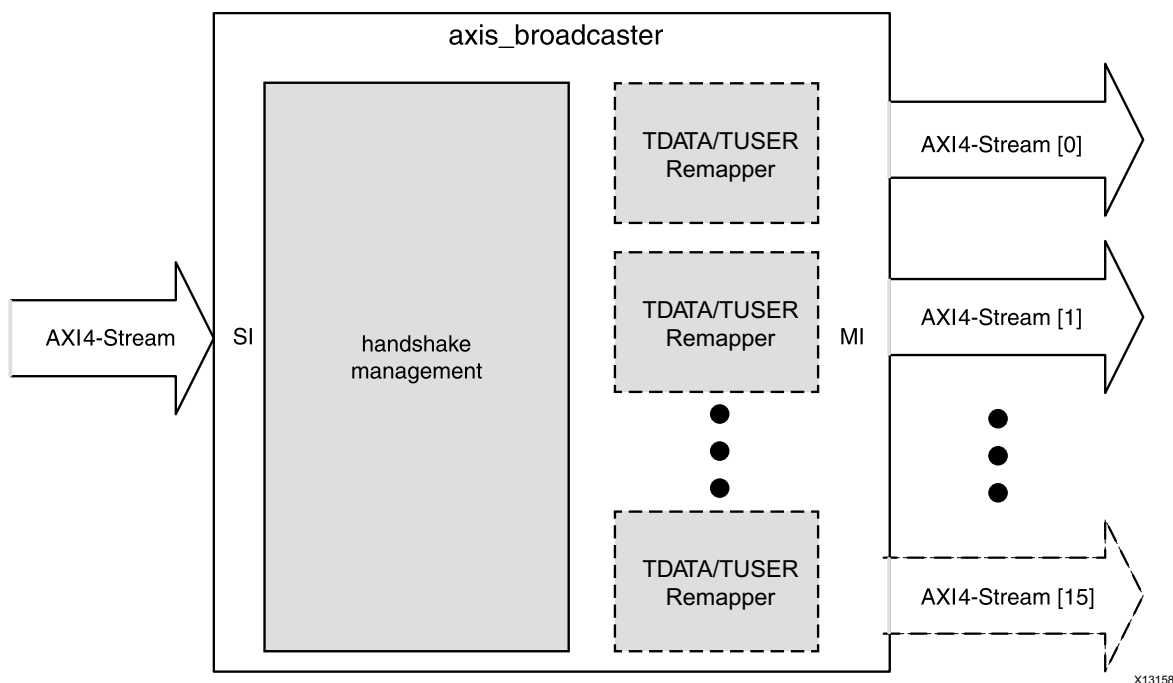 axis_broadcaster
TDATA/TUSER
Remapper
AXI4-Stream [0]
TDATA/TUSER
Remapper
AXI4-Stream [1]
AXI4-Stream
SI
handshake
management
MI
TDATA/TUSER
Remapper
AXI4-Stream [15]
X13158